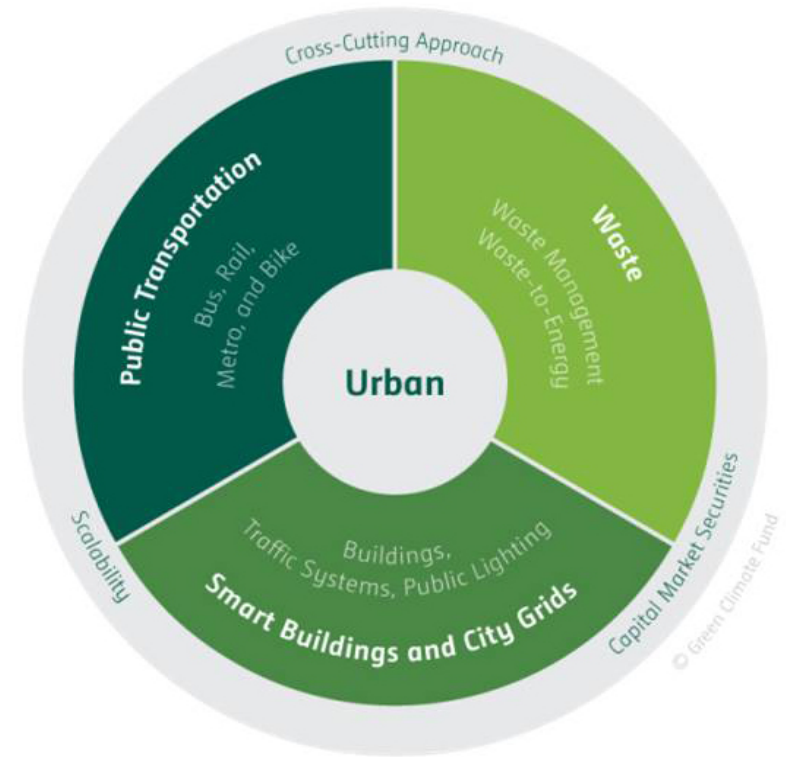 Cross-Cutting Approach
Public Transportation
Bus, Rail,
Metro, and Bike
Waste
Waste Management
Waste-to-Energy
Urban
Buildings,
Traffic Systems, Public Lighting
Smart Buildings and City Grids
Scalability
Capital Market Securities
© Green Climate Fund